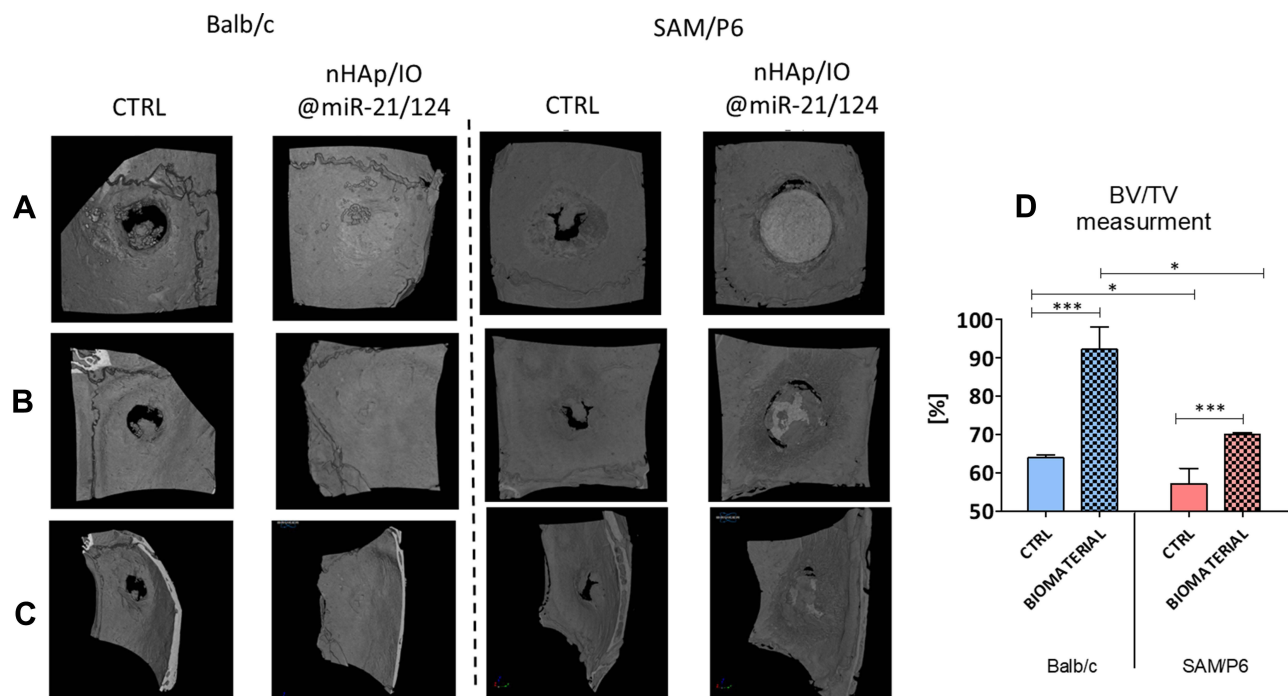 Balb/c
SAM/P6
CTRL
nHAp/IO
@miR-21/124
CTRL
nHAp/IO
@miR-21/124
A
B
C
D
BV/TV
measurment
*
*
***
***
[%]
100
90
80
70
60
50
CTRL
BIOMATERIAL
CTRL
BIOMATERIAL
Balb/c
SAM/P6